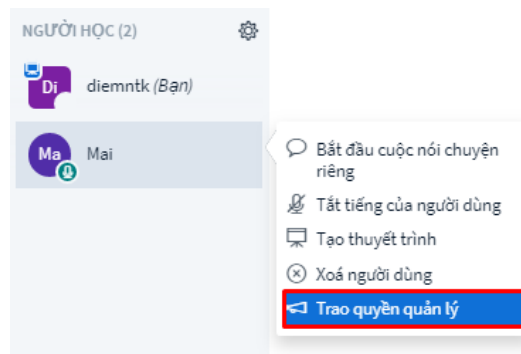 NGƯỜI HỌC (2)
Di diemntk (Bạn)
Ma Mai
Bắt đầu cuộc nói chuyện
riêng
Tắt tiếng của người dùng
Tạo thuyết trình
Xoá người dùng
Trao quyền quản lý